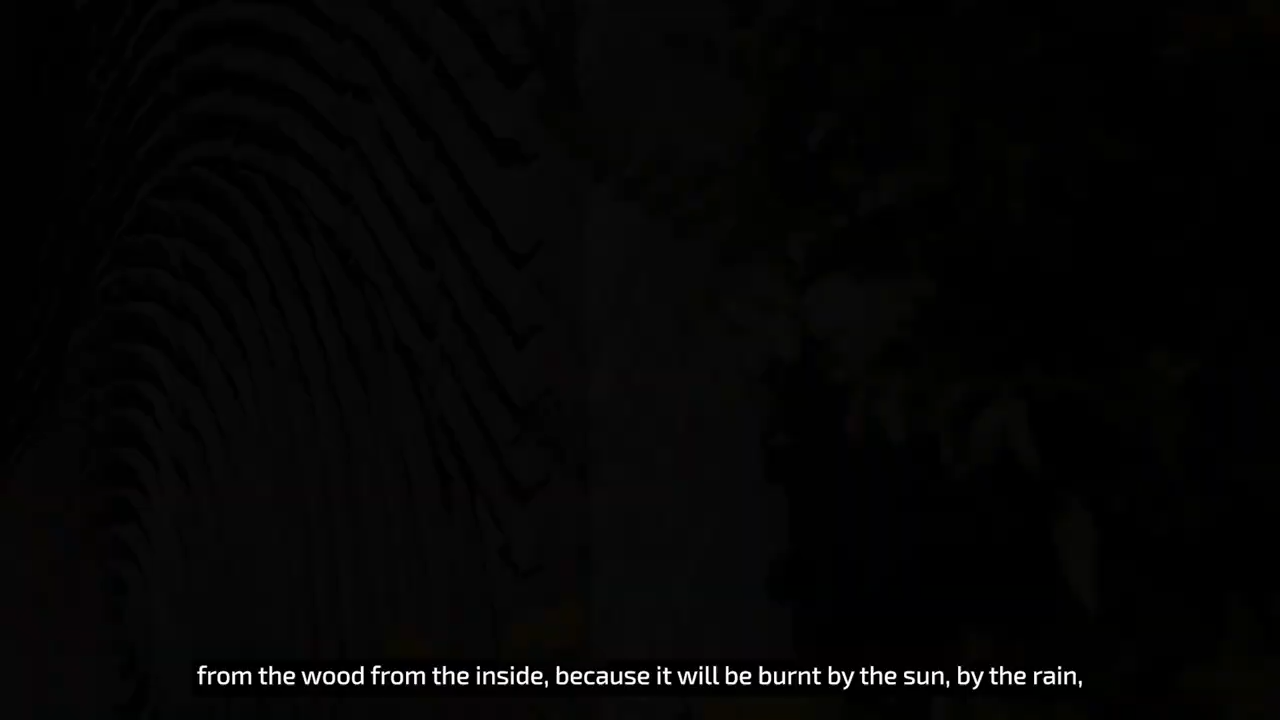 from the wood from the inside, because it will be burnt by the sun, by the rain,